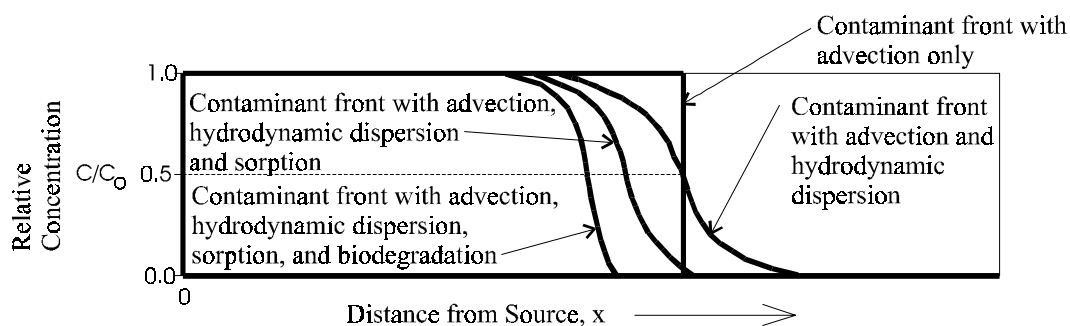 Contaminant front with
advection only
1.0
Contaminant front with advection,
hydrodynamic dispersion
and sorption
Contaminant front
with advection and
hydrodynamic
dispersion
Relative
Concentration
C/Co
0.5
Contaminant front with advection,
hydrodynamic dispersion,
sorption, and biodegradation
0.0
0
Distance from Source, x